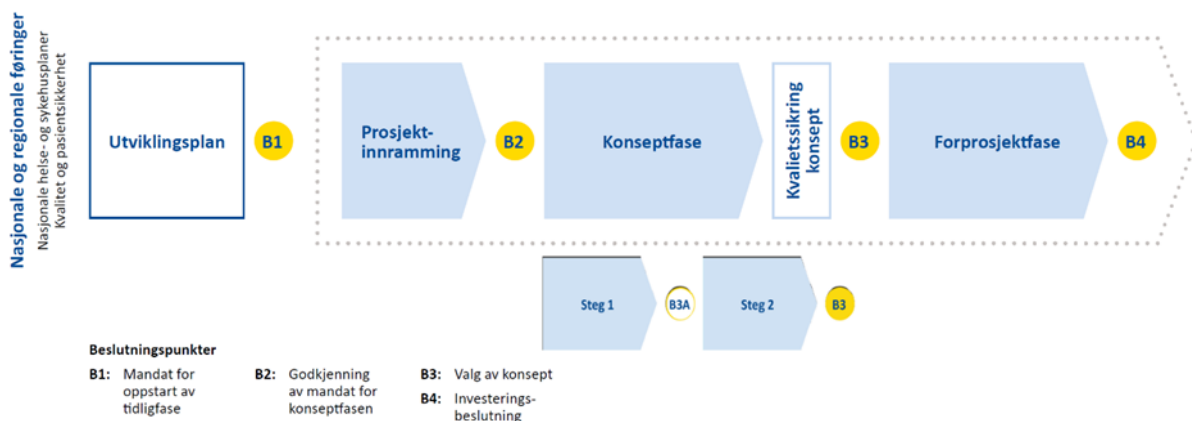 Nasjonale og regionale føringer
Nasjonale helse- og sykehusplaner
Kvalitet og pasientsikkerhet
Utviklingsplan
B1
Prosjekt-
innramming
B2
Konseptfase
Kvalietssikring
konsept
B3
Forprosjektfase
B4
Steg 1
B3A
Steg 2
B3
Beslutningspunkter
B1: Mandat for
oppstart av
tidligfase
B2: Godkjenning
av mandat for
konseptfasen
B3: Valg av konsept
B4: Investerings-
beslutning